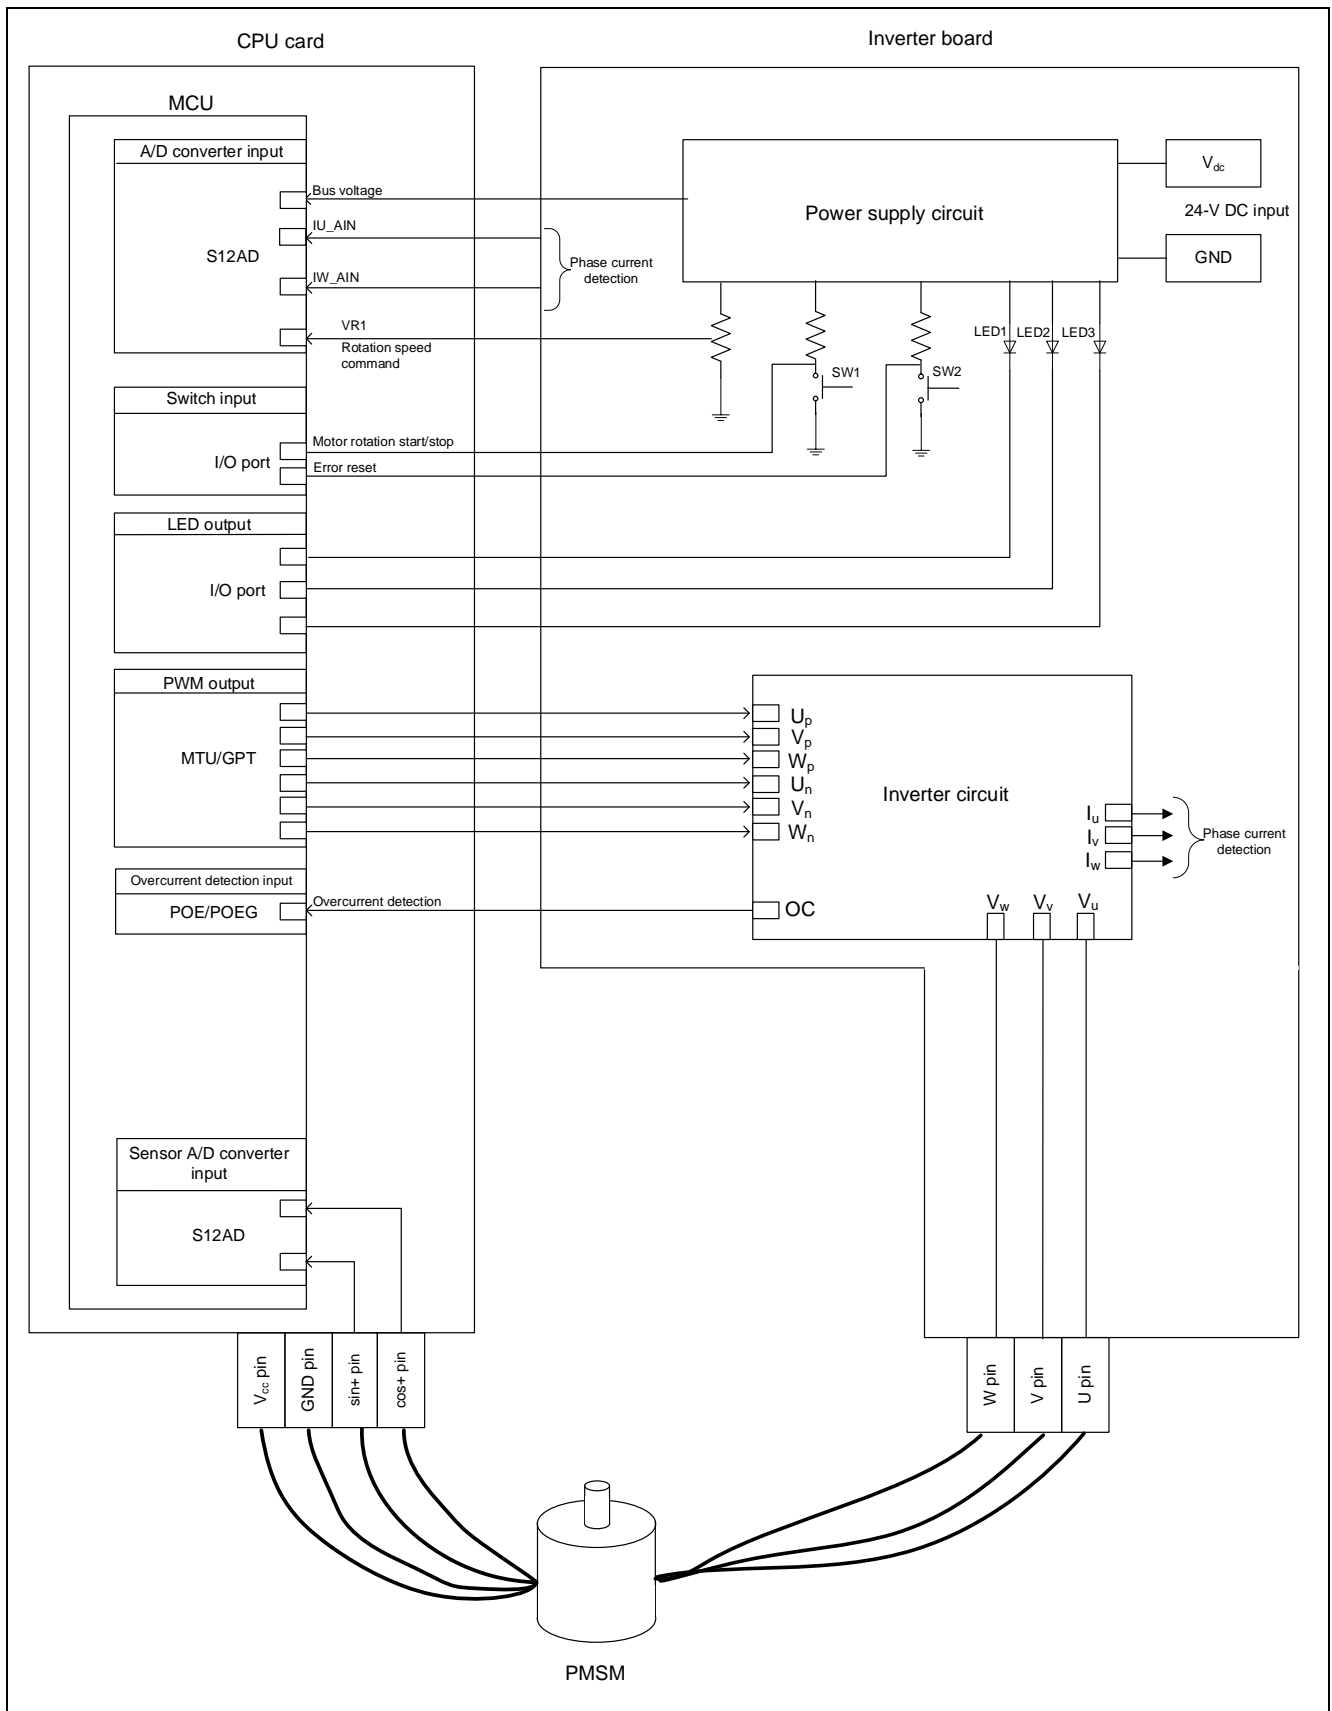 CPU card
Inverter board
MCU
A/D converter input
S12AD
Bus voltage
IU_AIN
IW_AIN
Phase current
detection
VR1
Rotation speed
command
Power supply circuit
Vdc
24-V DC input
GND
LED1
LED2
LED3
SW1
SW2
Switch input
I/O port
Motor rotation start/stop
Error reset
LED output
I/O port
PWM output
MTU/GPT
Up
Vp
Wp
Un
Vn
Wn
Inverter circuit
Iu
Iv
Iw
Phase current
detection
Overcurrent detection input
POE/POEG
Overcurrent detection
OC
Vw
Vv
Vu
Sensor A/D converter
input
S12AD
Vcc pin
GND pin
sin+ pin
cos+ pin
W pin
V pin
U pin
PMSM